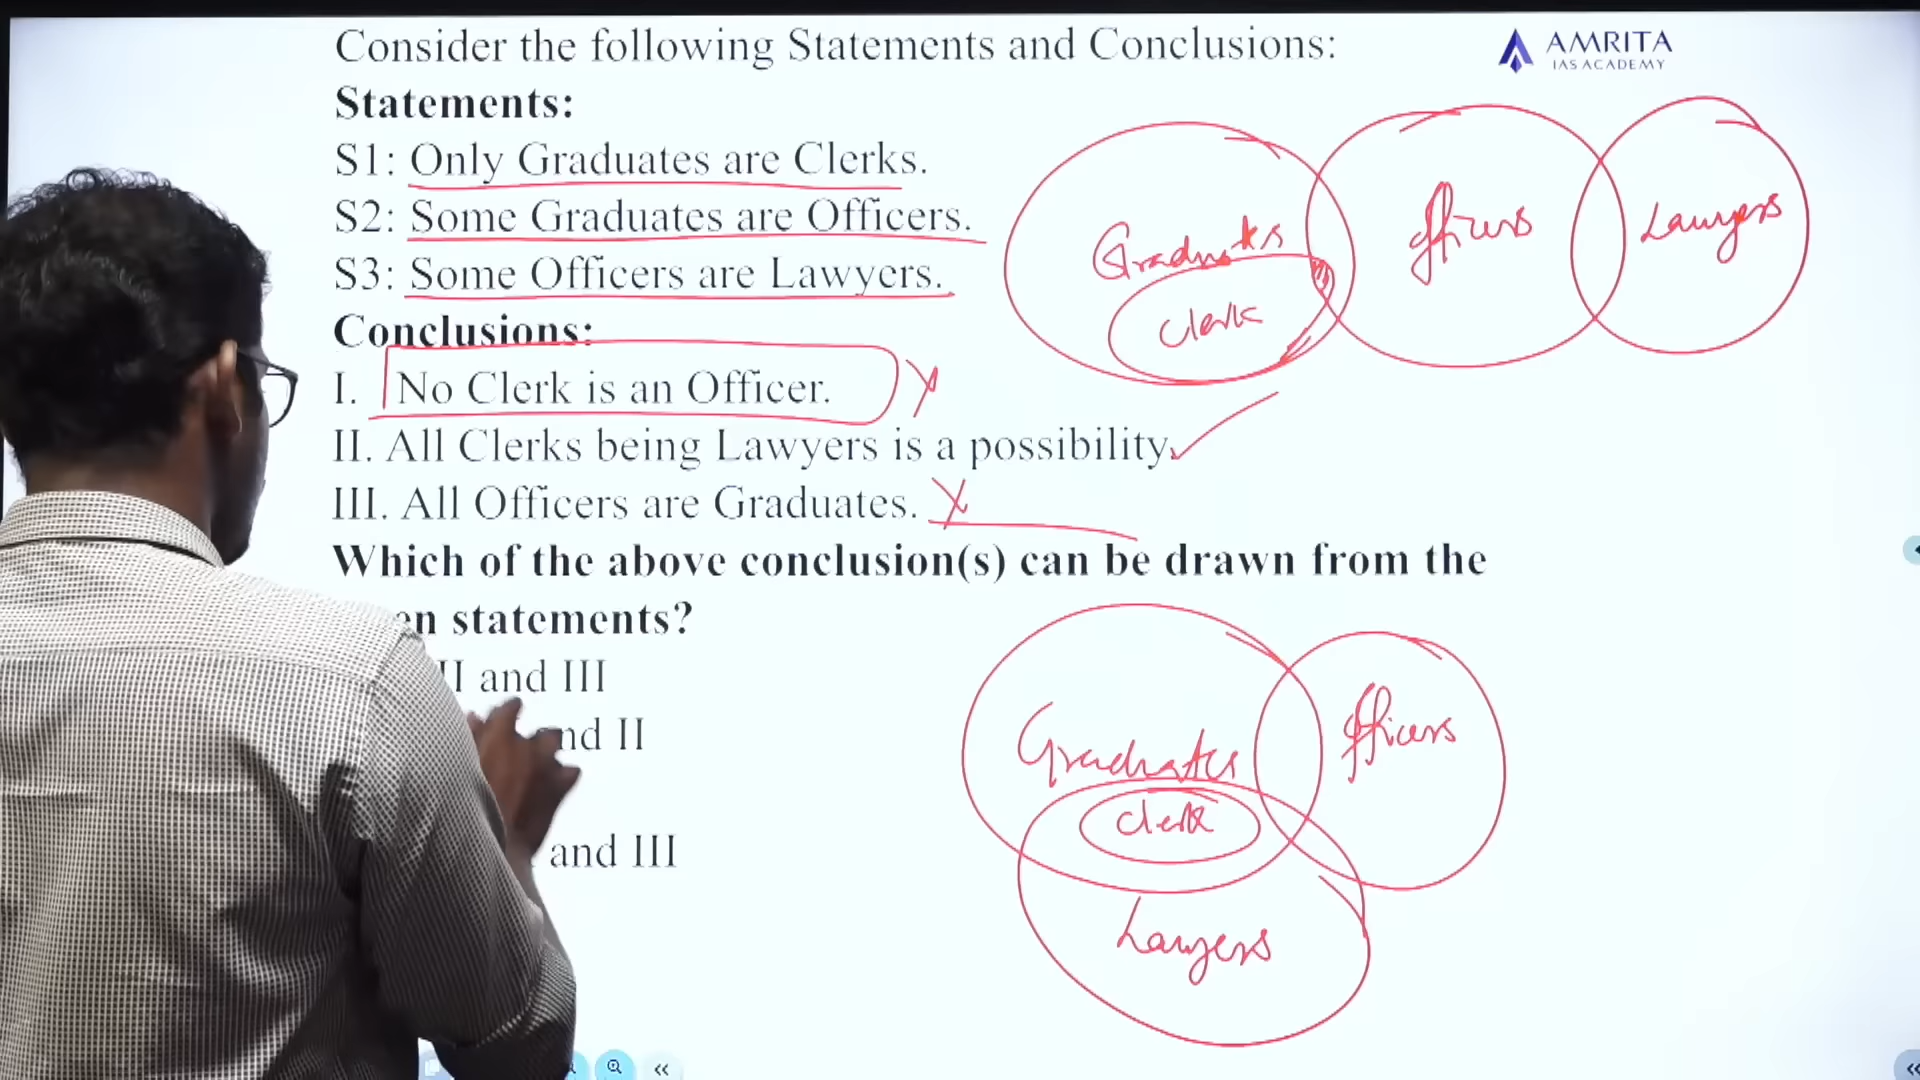 Consider the following Statements and Conclusions:
AMRITA
IAS ACADEMY
Statements:
S1: Only Graduates are Clerks.
S2: Some Graduates are Officers.
S3: Some Officers are Lawyers.
Graduates
Officers
Lawyers
Clerk
Conclusions:
I. No Clerk is an Officer.
II. All Clerks being Lawyers is a possibility.
III. All Officers are Graduates.
Which of the above conclusion(s) can be drawn from the
statements?
II and III
and II
and III
Graduates
Officers
Clerk
Lawyers